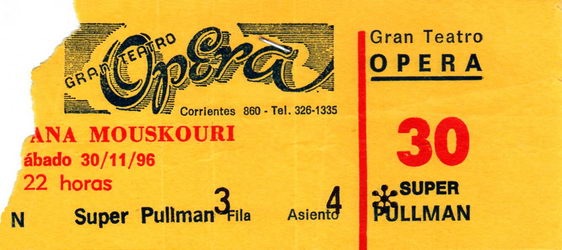 GRAN TEATRO
Opera
Corrientes 860 - Tel. 326-1335
ANA MOUSKOURI
ábado 30/11/96
22 horas
N Super Pullman 3 Fila Asiento 4
Gran Teatro
OPERA
30
* SUPER
PULLMAN